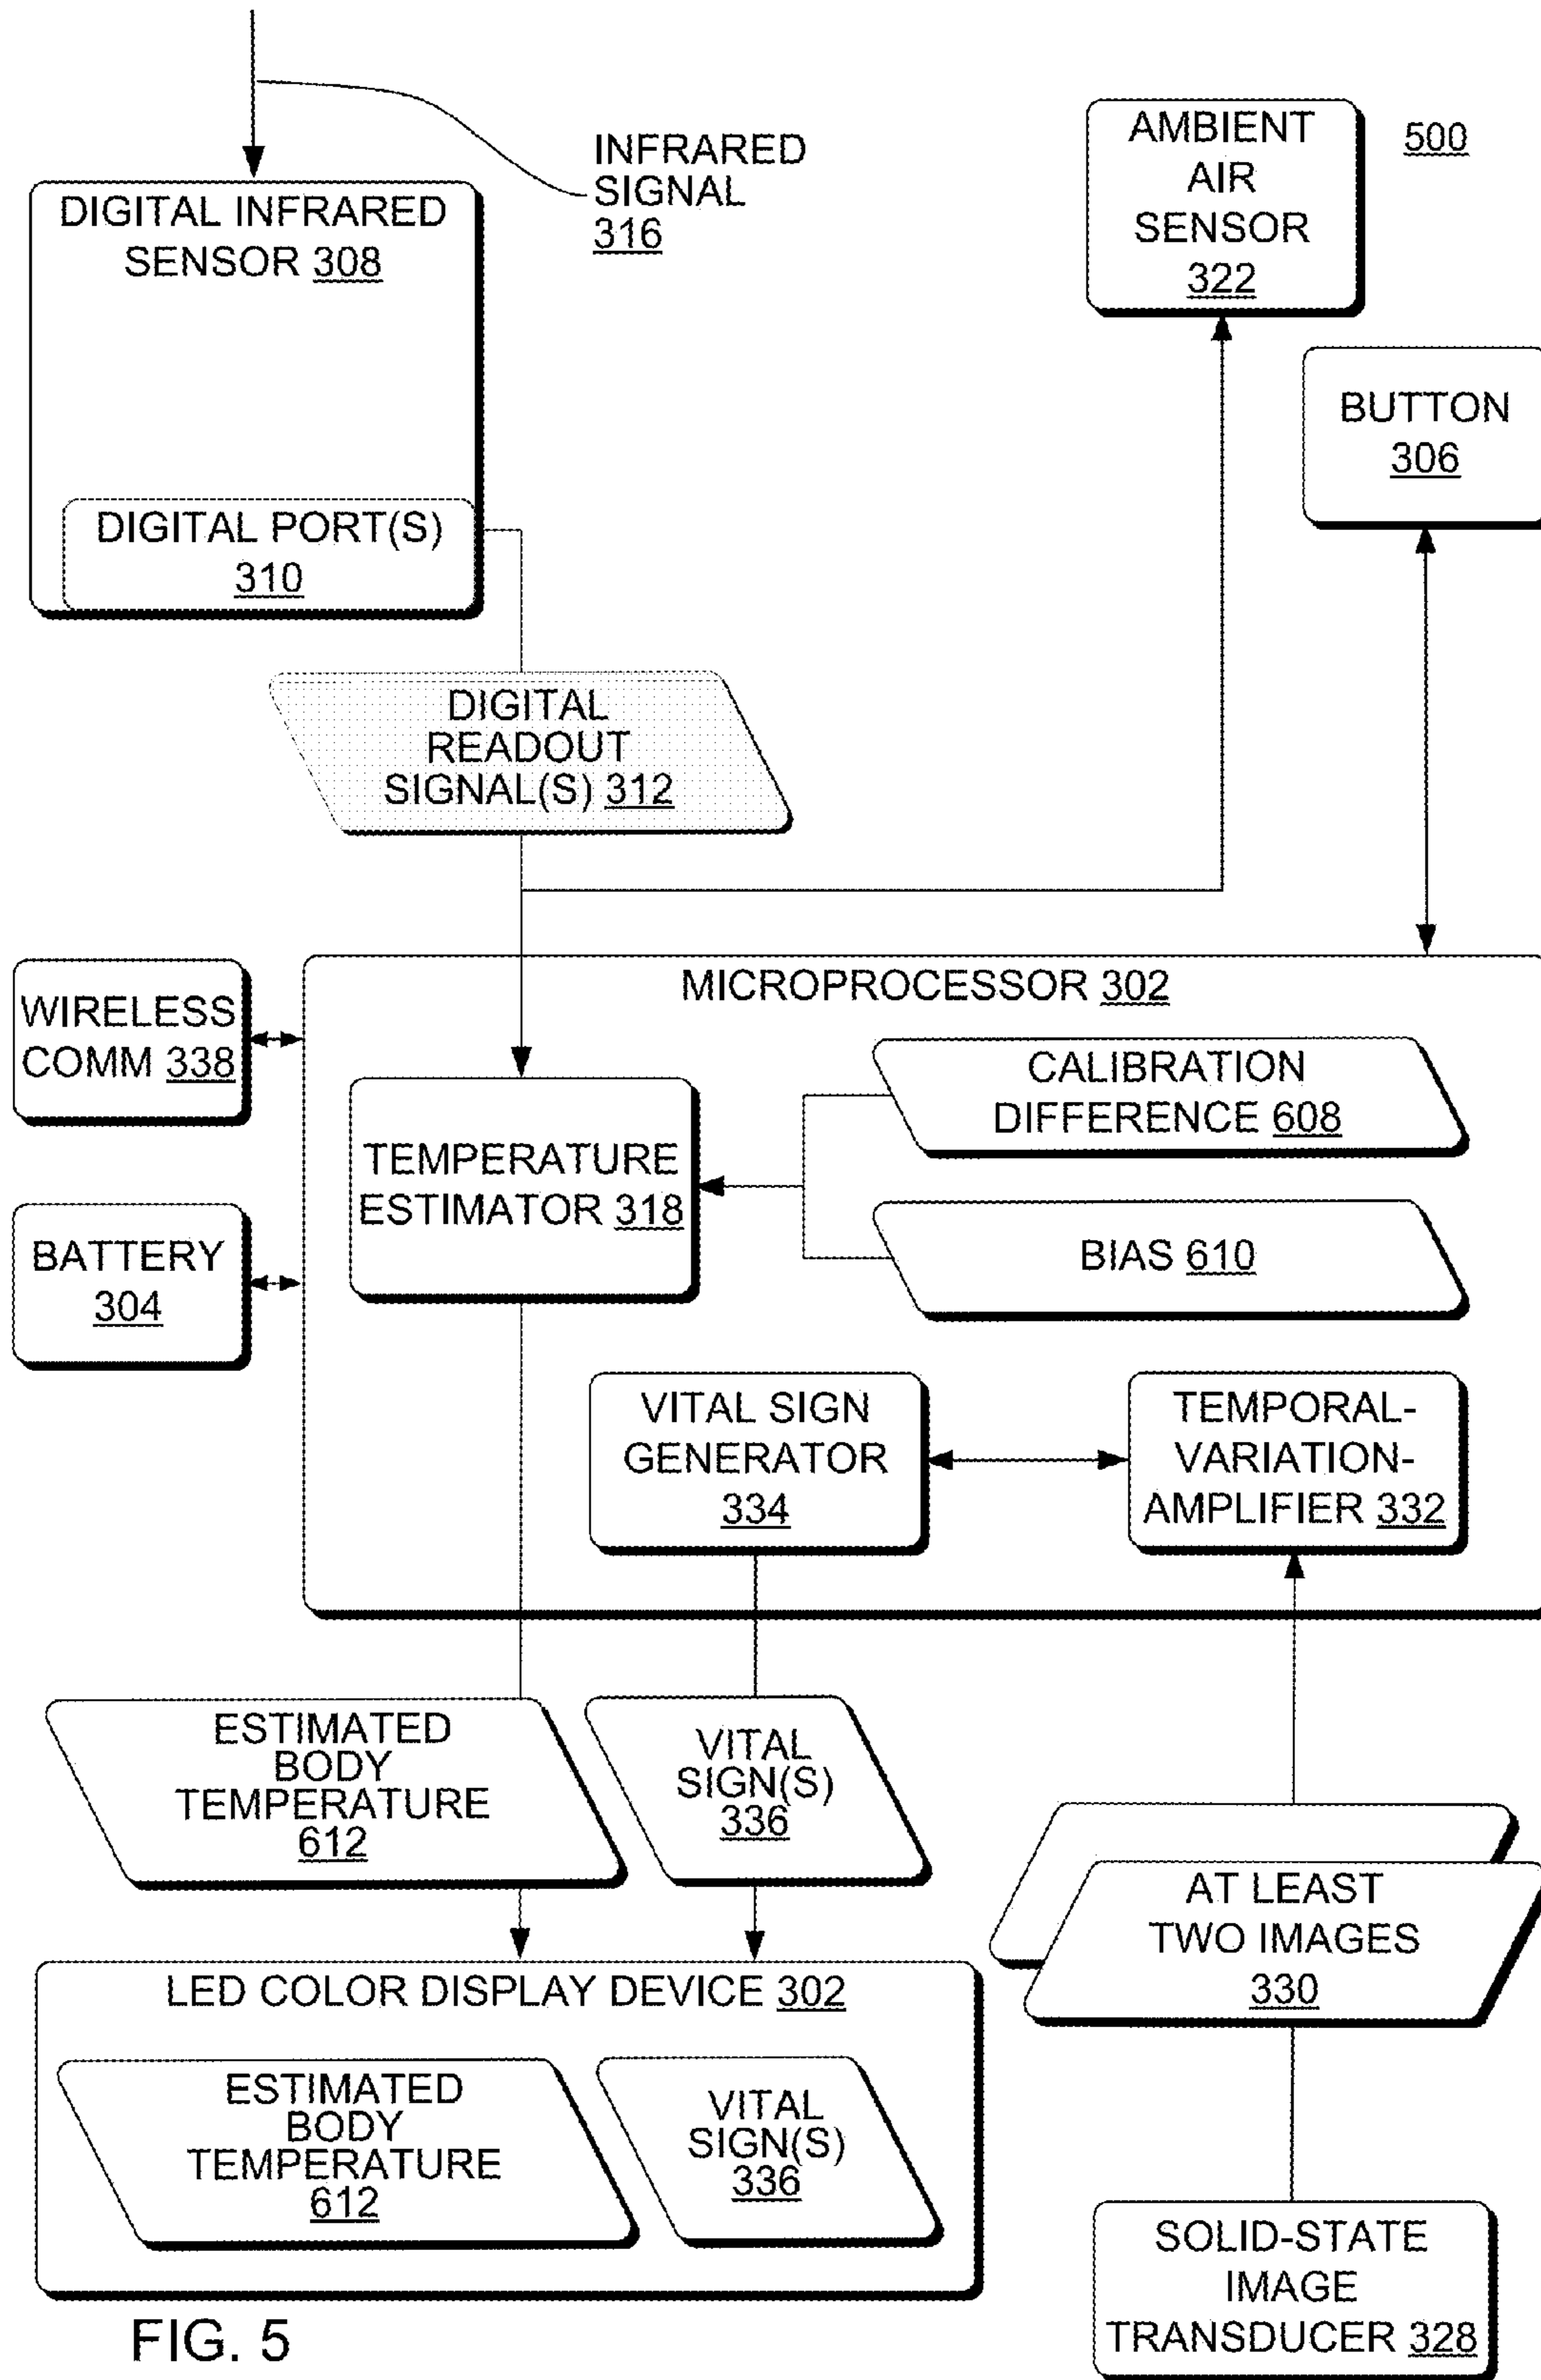 INFRARED
SIGNAL
316
AMBIENT
AIR
SENSOR
322
500
DIGITAL INFRARED
SENSOR 308
BUTTON
306
DIGITAL PORT(S)
310
DIGITAL
READOUT
SIGNAL(S) 312
MICROPROCESSOR 302
WIRELESS
COMM 338
CALIBRATION
DIFFERENCE 608
TEMPERATURE
ESTIMATOR 318
BATTERY
304
BIAS 610
VITAL SIGN
GENERATOR
334
TEMPORAL-
VARIATION-
AMPLIFIER 332
ESTIMATED
BODY
TEMPERATURE
612
VITAL
SIGN(S)
336
AT LEAST
TWO IMAGES
330
LED COLOR DISPLAY DEVICE 302
ESTIMATED
BODY
TEMPERATURE
612
VITAL
SIGN(S)
336
SOLID-STATE
IMAGE
TRANSDUCER 328
FIG. 5